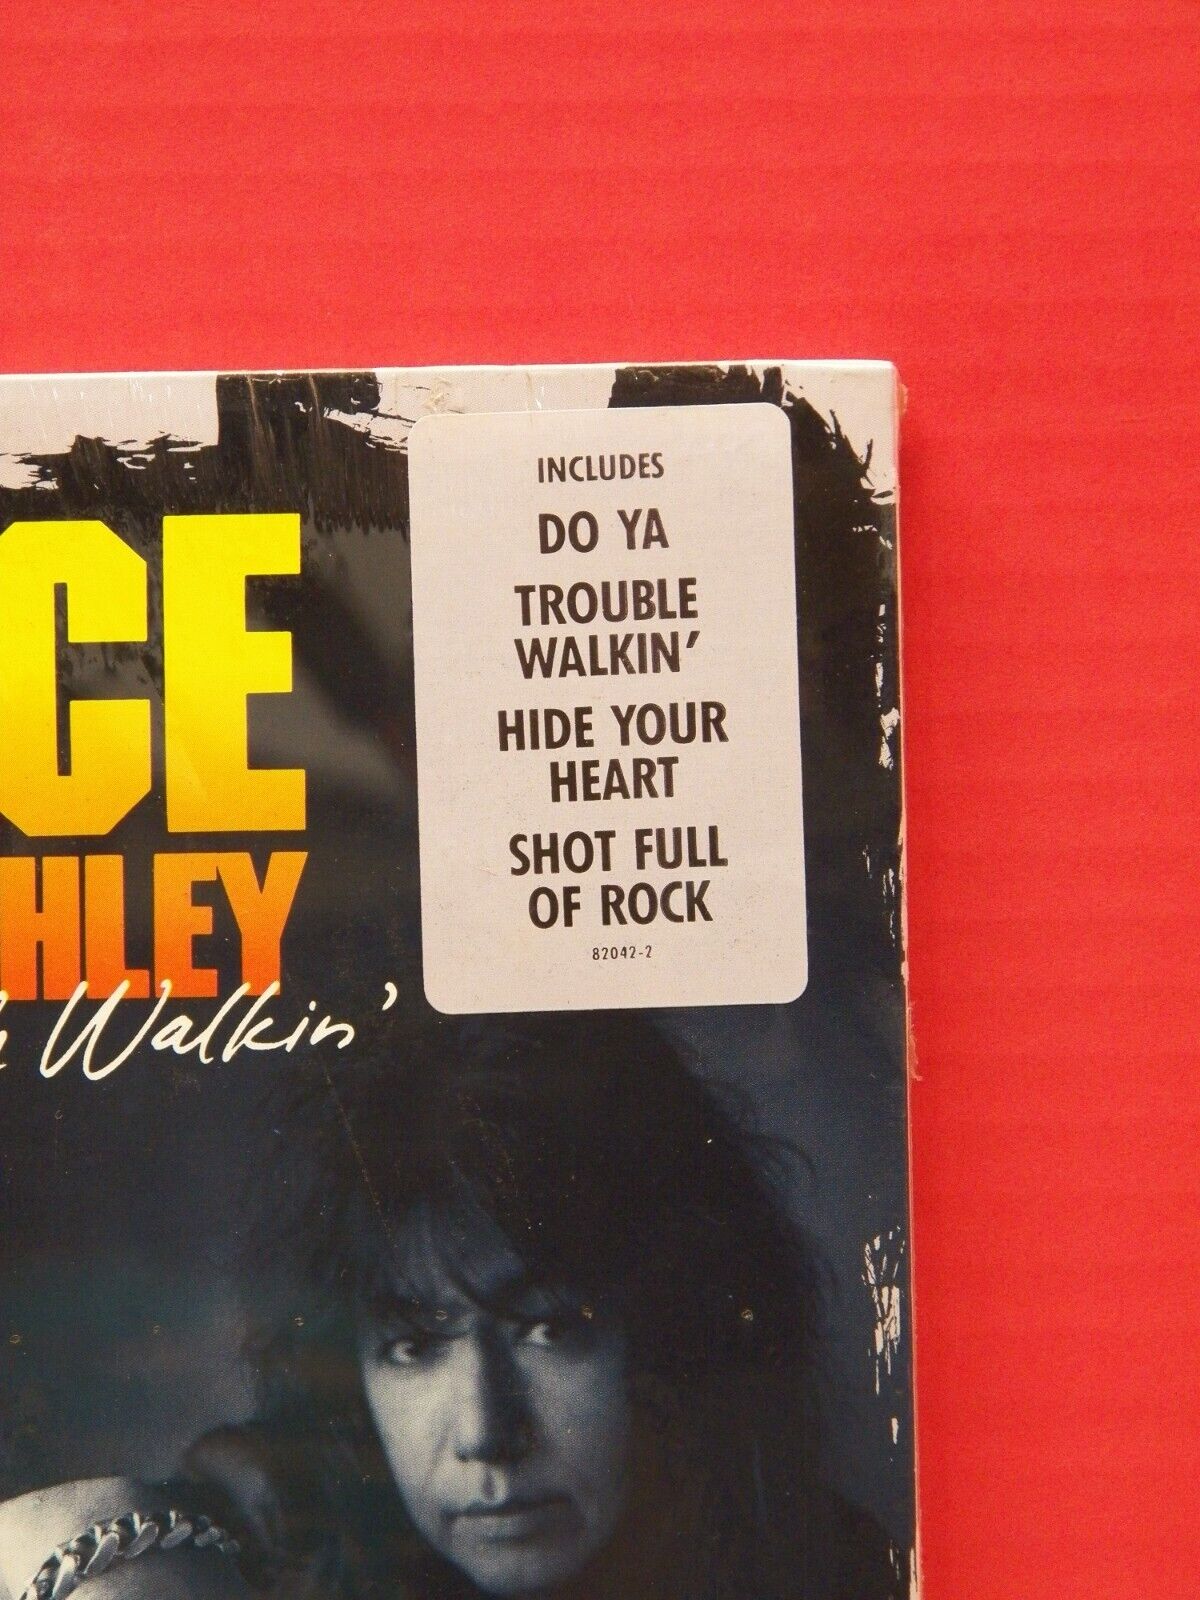 CE
HLEY
Walkin'
INCLUDES
DO YA
TROUBLE
WALKIN'
HIDE YOUR
HEART
SHOT FULL
OF ROCK
82042-2